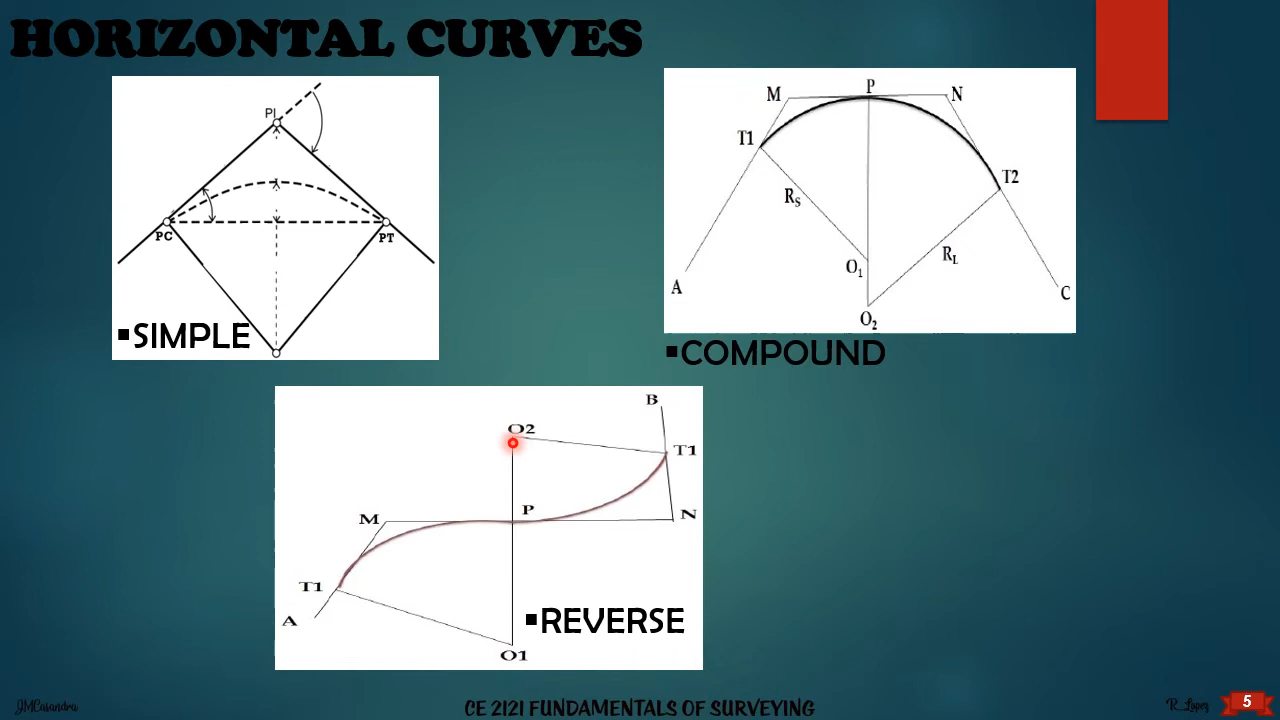 HORIZONTAL CURVES
PI
PC
PT
▪SIMPLE
M
P
N
T1
T2
RS
RL
O1
A
C
O2
▪COMPOUND
B
O2
T1
M
P
N
T1
A
▪REVERSE
O1
JMCasandra
CE 2121 FUNDAMENTALS OF SURVEYING
R_Lopez
5